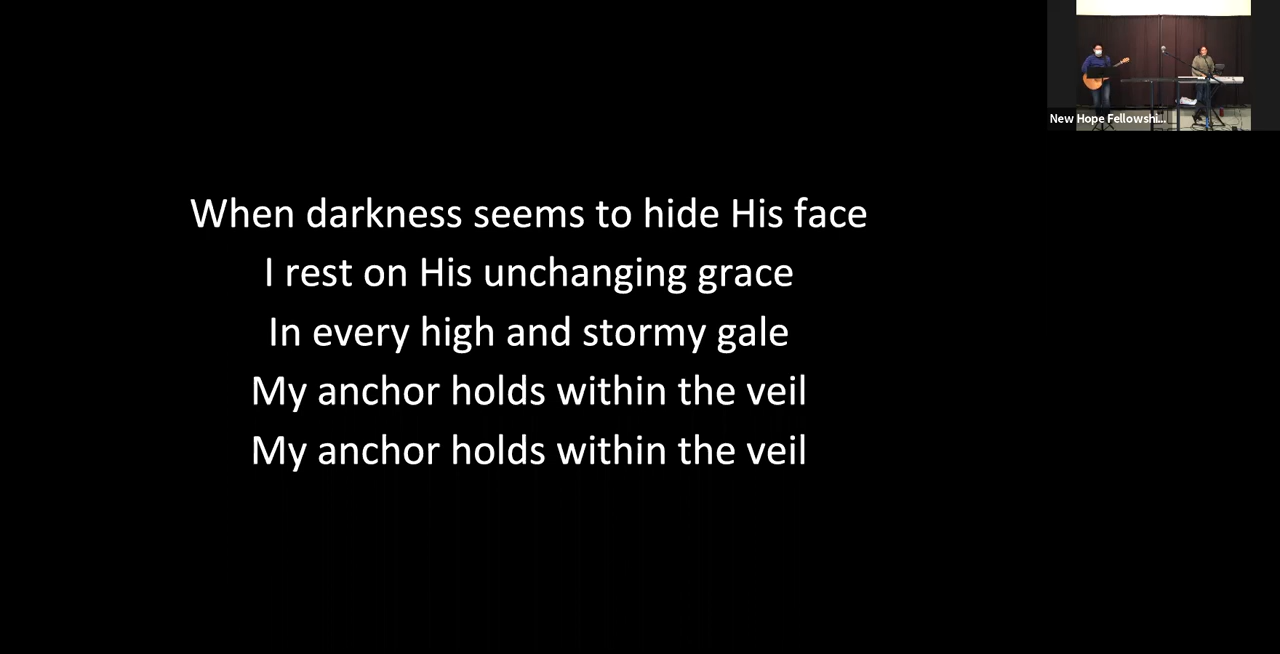 New Hope Fellowshi...
When darkness seems to hide His face
I rest on His unchanging grace
In every high and stormy gale
My anchor holds within the veil
My anchor holds within the veil